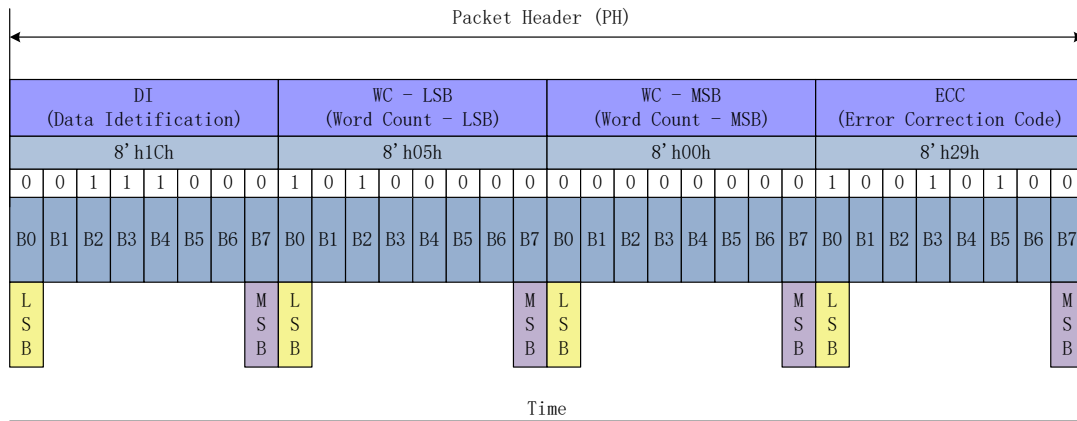 Packet Header (PH)
DI WC - LSB WC - MSB ECC
(Data Idetification) (Word Count - LSB) (Word Count - MSB) (Error Correction Code)
8'h1Ch 8'h05h 8'h00h 8'h29h
0 0 1 1 1 0 0 0 1 0 1 0 0 0 0 0 0 0 0 0 0 0 0 0 1 0 0 1 0 1 0 0
B0 B1 B2 B3 B4 B5 B6 B7 B0 B1 B2 B3 B4 B5 B6 B7 B0 B1 B2 B3 B4 B5 B6 B7 B0 B1 B2 B3 B4 B5 B6 B7
L M L M L M L M
S S S S S S S S
B B B B B B B B
Time